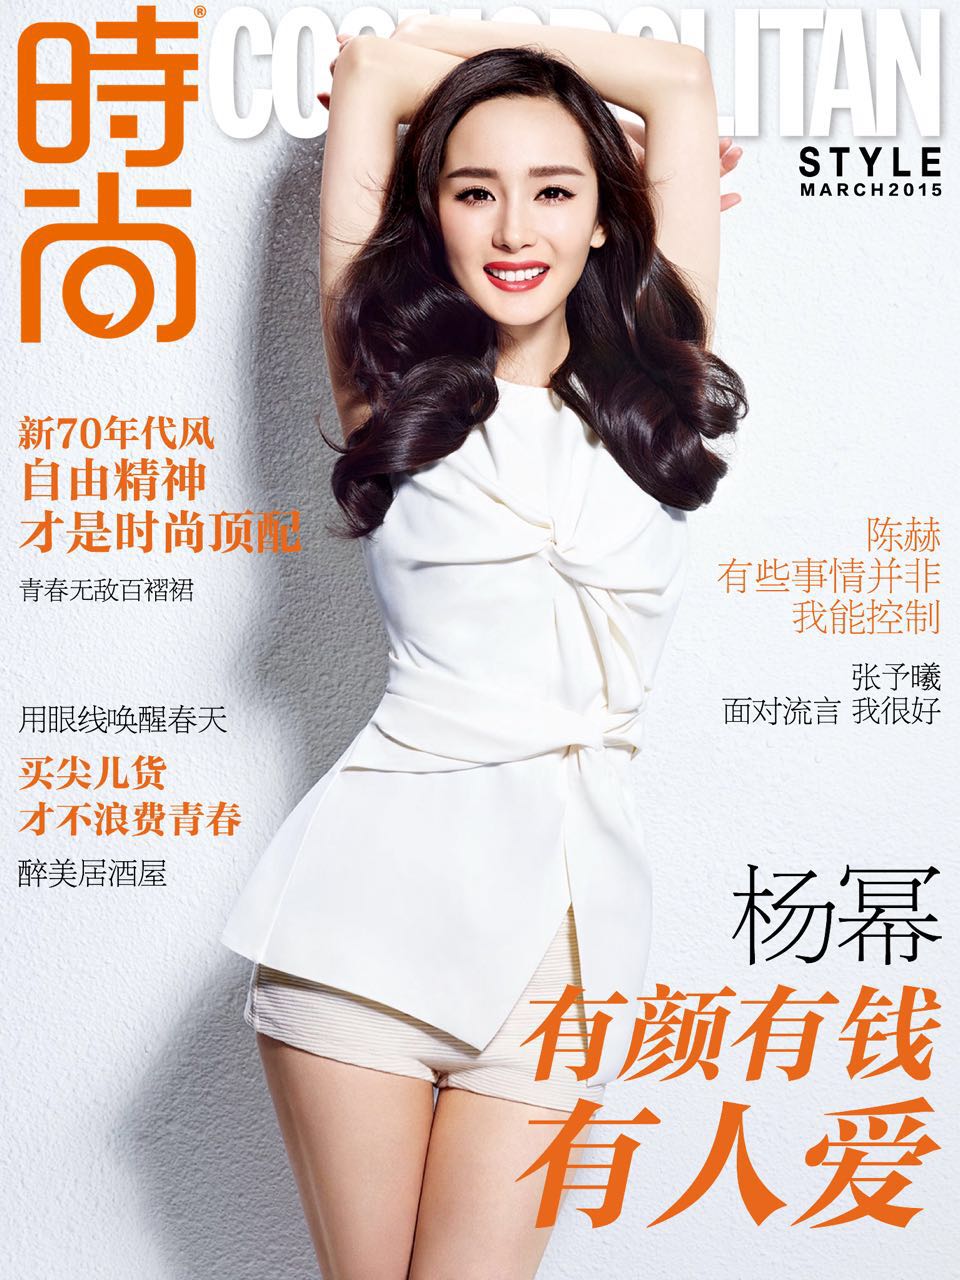 時尚®
COSMOPOLITAN
STYLE
MARCH2015
新70年代风
自由精神
才是时尚顶配
青春无敌百褶裙
用眼线唤醒春天
买尖儿货
才不浪费青春
醉美居酒屋
陈赫
有些事情并非
我能控制
张予曦
面对流言 我很好
杨幂
有颜有钱
有人爱